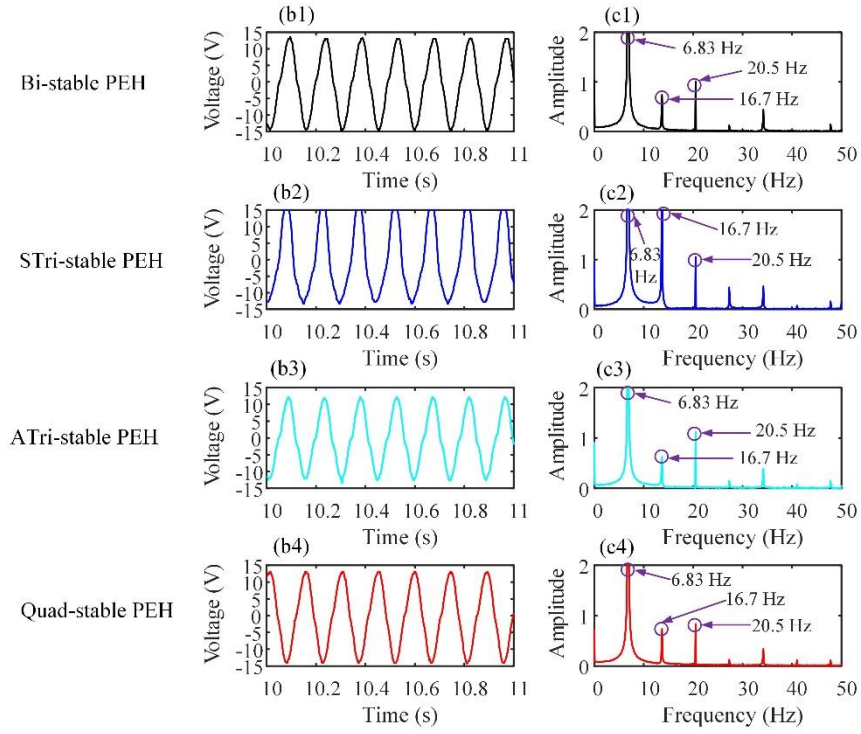 (b1) (c1)
Bi-stable PEH
Voltage (V)
15
10
5
0
-5
-10
-15
10 10.2 10.4 10.6 10.8 11
Time (s)
Amplitude
2
1
0
6.83 Hz
20.5 Hz
16.7 Hz
0 10 20 30 40 50
Frequency (Hz)
(b2) (c2)
STri-stable PEH
Voltage (V)
15
10
5
0
-5
-10
-15
10 10.2 10.4 10.6 10.8 11
Time (s)
Amplitude
2
1
0
16.7 Hz
6.83
Hz
20.5 Hz
0 10 20 30 40 50
Frequency (Hz)
(b3) (c3)
ATri-stable PEH
Voltage (V)
15
10
5
0
-5
-10
-15
10 10.2 10.4 10.6 10.8 11
Time (s)
Amplitude
2
1
0
6.83 Hz
20.5 Hz
16.7 Hz
0 10 20 30 40 50
Frequency (Hz)
(b4) (c4)
Quad-stable PEH
Voltage (V)
15
10
5
0
-5
-10
-15
10 10.2 10.4 10.6 10.8 11
Time (s)
Amplitude
2
1
0
6.83 Hz
16.7 Hz
20.5 Hz
0 10 20 30 40 50
Frequency (Hz)